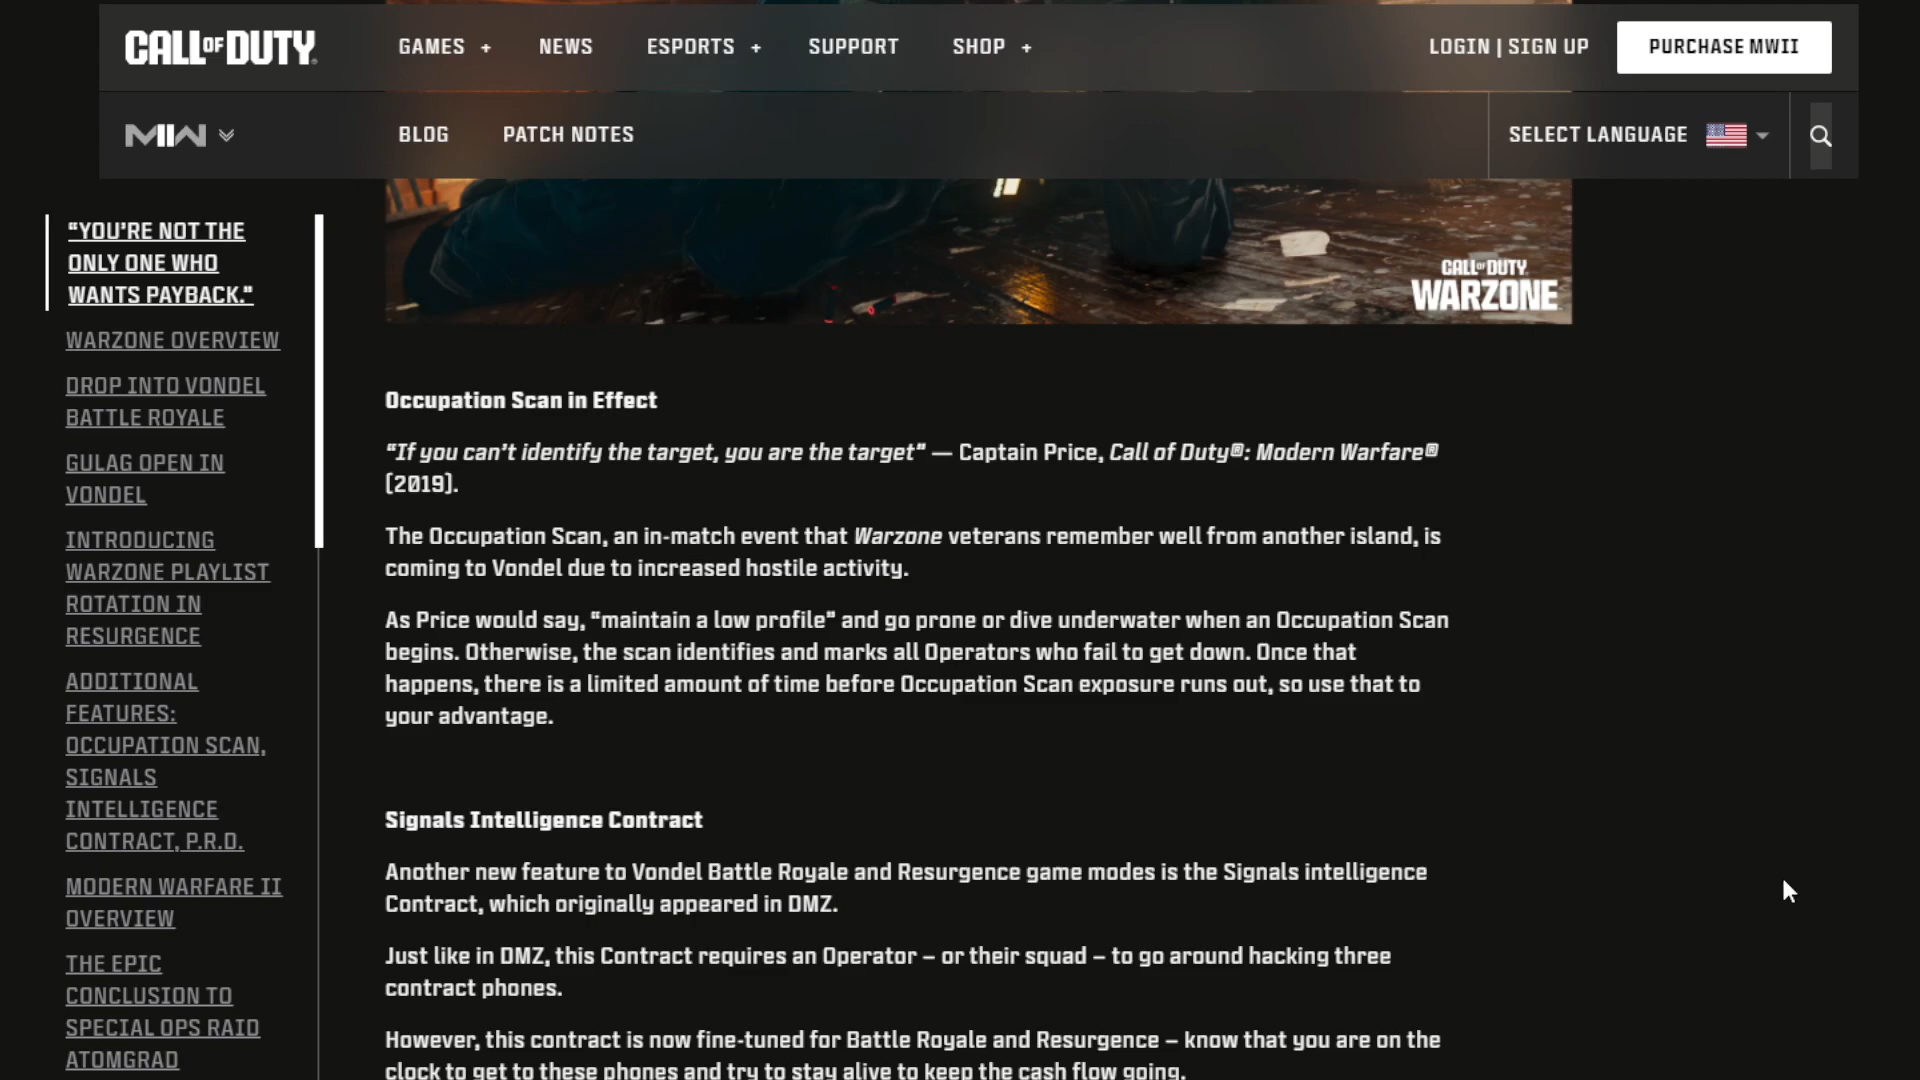 CALL OF DUTY
GAMES + NEWS ESPORTS + SUPPORT SHOP + LOGIN | SIGN UP PURCHASE MWII
MIIW BLOG PATCH NOTES SELECT LANGUAGE
CALL OF DUTY
WARZONE
"YOU'RE NOT THE
ONLY ONE WHO
WANTS PAYBACK."
WARZONE OVERVIEW
DROP INTO VONDEL
BATTLE ROYALE
GULAG OPEN IN
VONDEL
INTRODUCING
WARZONE PLAYLIST
ROTATION IN
RESURGENCE
ADDITIONAL
FEATURES:
OCCUPATION SCAN,
SIGNALS
INTELLIGENCE
CONTRACT, P.R.D.
MODERN WARFARE II
OVERVIEW
THE EPIC
CONCLUSION TO
SPECIAL OPS RAID
ATOMGRAD
Occupation Scan in Effect
"If you can't identify the target, you are the target" — Captain Price, Call of Duty®: Modern Warfare®
(2019).
The Occupation Scan, an in-match event that Warzone veterans remember well from another island, is
coming to Vondel due to increased hostile activity.
As Price would say, "maintain a low profile" and go prone or dive underwater when an Occupation Scan
begins. Otherwise, the scan identifies and marks all Operators who fail to get down. Once that
happens, there is a limited amount of time before Occupation Scan exposure runs out, so use that to
your advantage.
Signals Intelligence Contract
Another new feature to Vondel Battle Royale and Resurgence game modes is the Signals intelligence
Contract, which originally appeared in DMZ.
Just like in DMZ, this Contract requires an Operator – or their squad – to go around hacking three
contract phones.
However, this contract is now fine-tuned for Battle Royale and Resurgence – know that you are on the
clock to get to these phones and try to stay alive to keep the cash flow going.